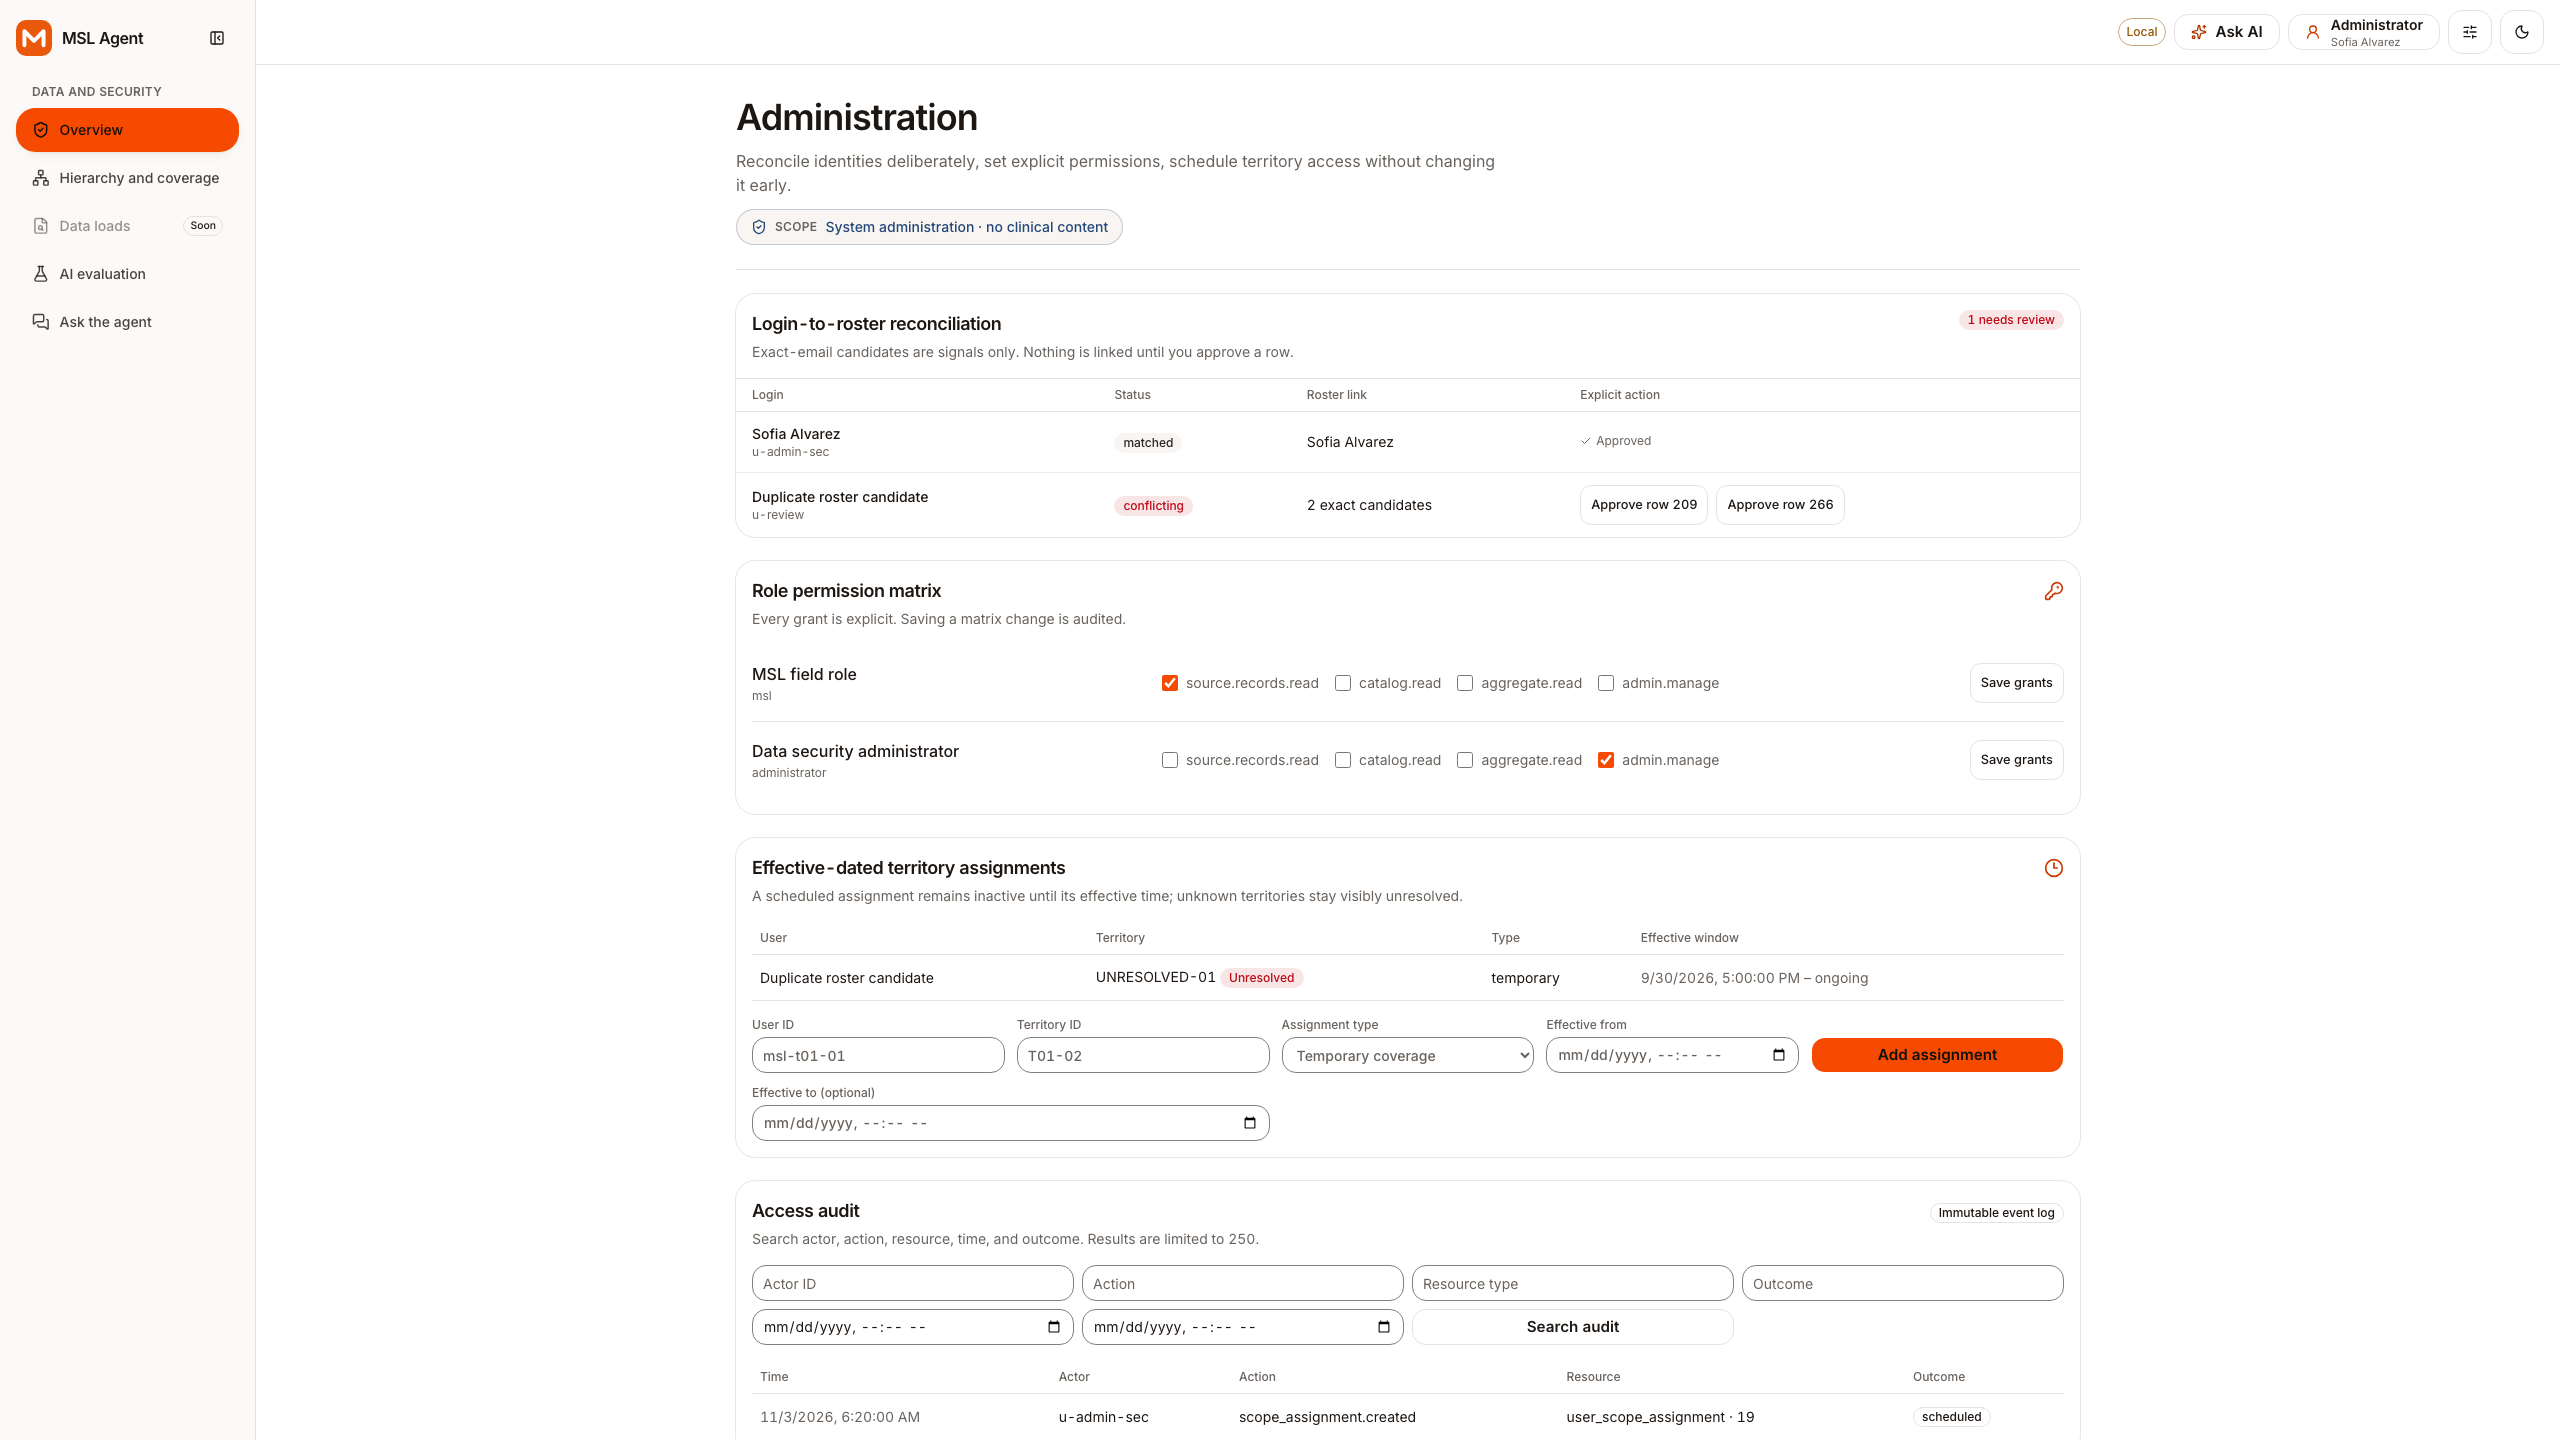 MSL Agent
Local
Ask AI
Administrator
Sofia Alvarez
DATA AND SECURITY
Overview
Hierarchy and coverage
Data loads
Soon
AI evaluation
Ask the agent
Administration
Reconcile identities deliberately, set explicit permissions, schedule territory access without changing
it early.
SCOPE System administration · no clinical content
Login-to-roster reconciliation
1 needs review
Exact-email candidates are signals only. Nothing is linked until you approve a row.
Login Status Roster link Explicit action
Sofia Alvarez
u-admin-sec
matched
Sofia Alvarez
Approved
Duplicate roster candidate
u-review
conflicting
2 exact candidates
Approve row 209
Approve row 266
Role permission matrix
Every grant is explicit. Saving a matrix change is audited.
MSL field role
msl
source.records.read catalog.read aggregate.read admin.manage
Save grants
Data security administrator
administrator
source.records.read catalog.read aggregate.read admin.manage
Save grants
Effective-dated territory assignments
A scheduled assignment remains inactive until its effective time; unknown territories stay visibly unresolved.
User Territory Type Effective window
Duplicate roster candidate UNRESOLVED-01 Unresolved temporary 9/30/2026, 5:00:00 PM – ongoing
User ID Territory ID Assignment type Effective from
msl-t01-01 T01-02 Temporary coverage mm/dd/yyyy, --:-- -- Add assignment
Effective to (optional)
mm/dd/yyyy, --:-- --
Access audit
Immutable event log
Search actor, action, resource, time, and outcome. Results are limited to 250.
Actor ID Action Resource type Outcome
mm/dd/yyyy, --:-- -- mm/dd/yyyy, --:-- -- Search audit
Time Actor Action Resource Outcome
11/3/2026, 6:20:00 AM u-admin-sec scope_assignment.created user_scope_assignment · 19 scheduled